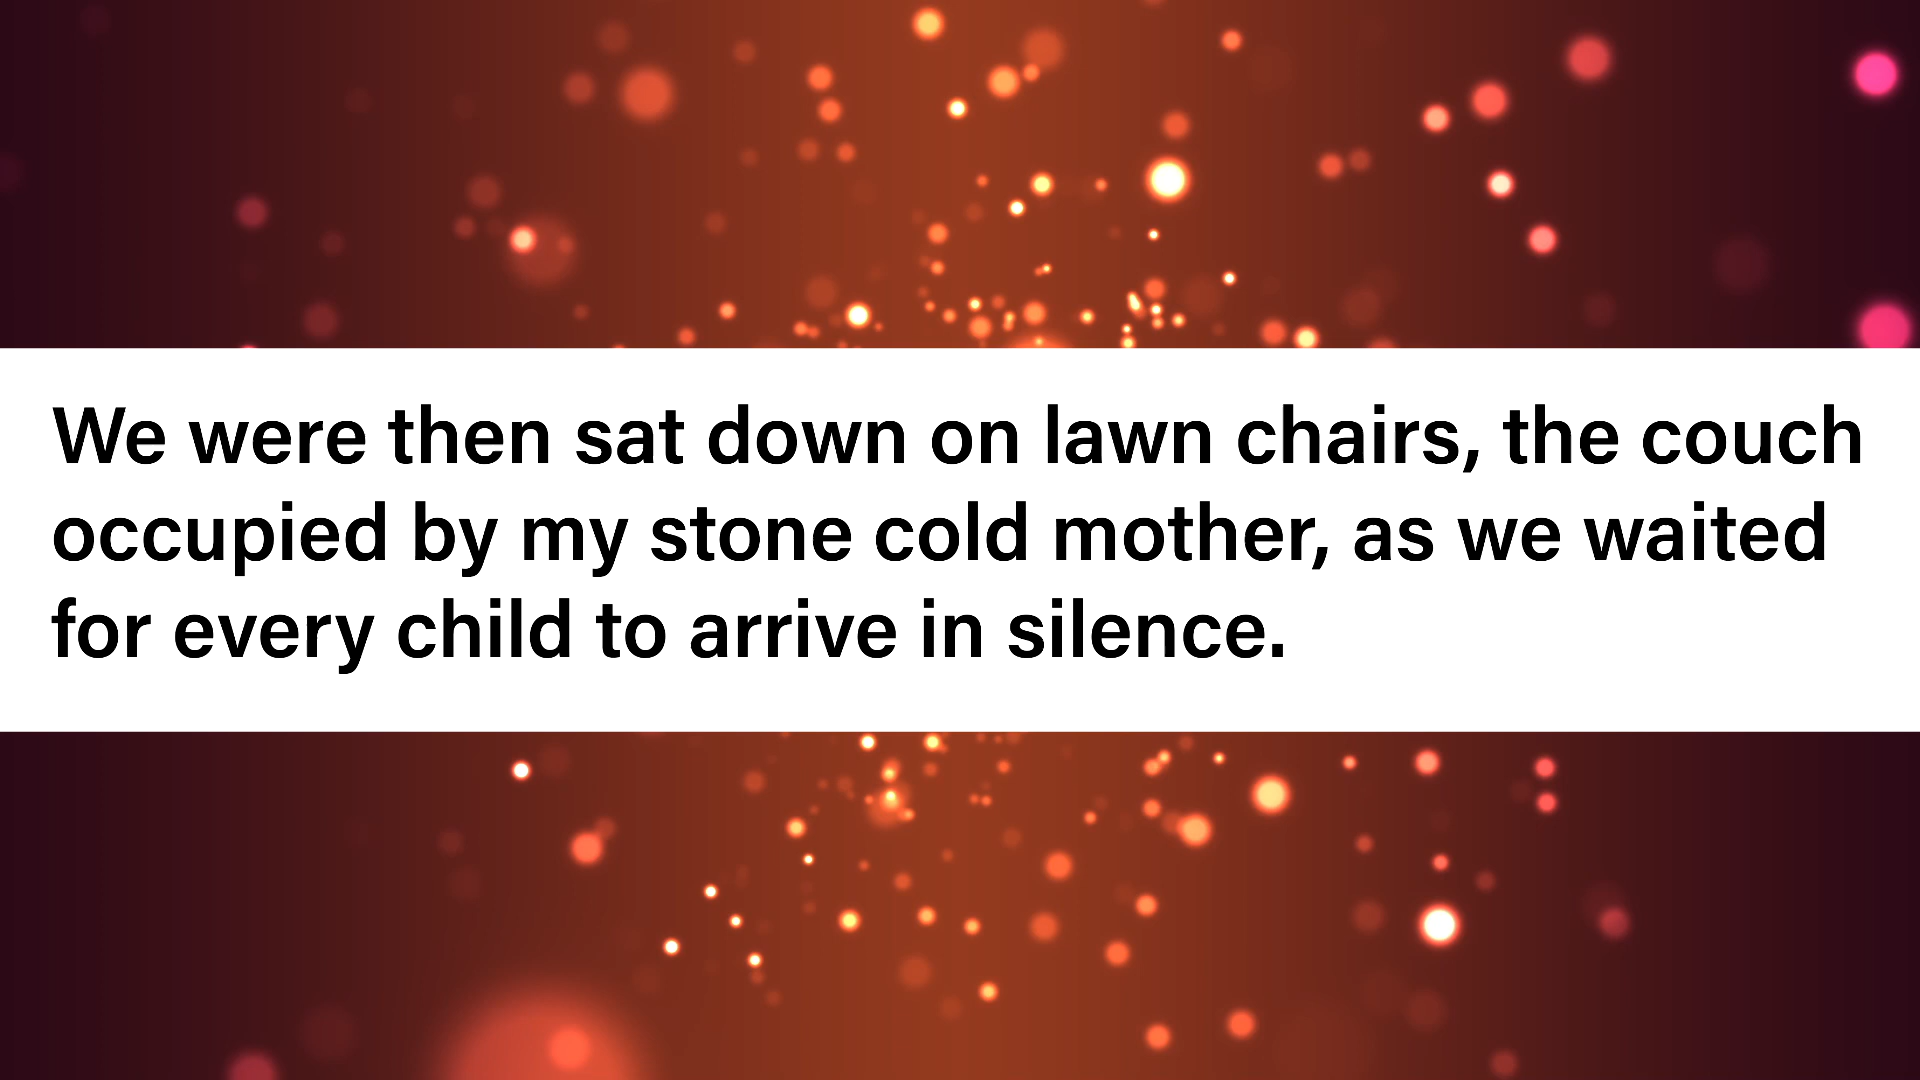 We were then sat down on lawn chairs, the couch
occupied by my stone cold mother, as we waited
for every child to arrive in silence.